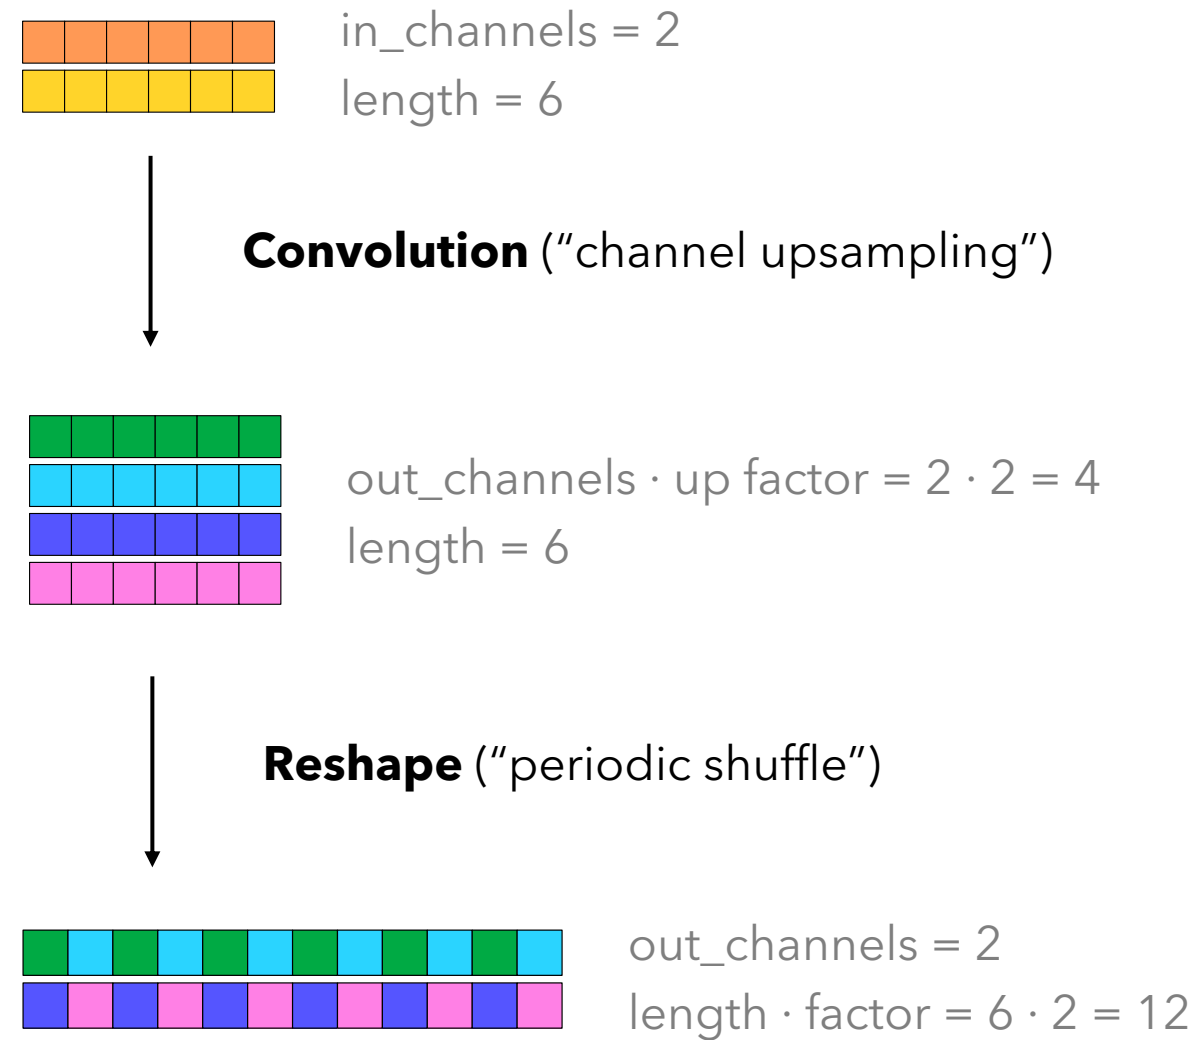 in_channels = 2
length = 6
Convolution (“channel upsampling”)
out_channels · up factor = 2 · 2 = 4
length = 6
Reshape (“periodic shuffle”)
out_channels = 2
length · factor = 6 · 2 = 12